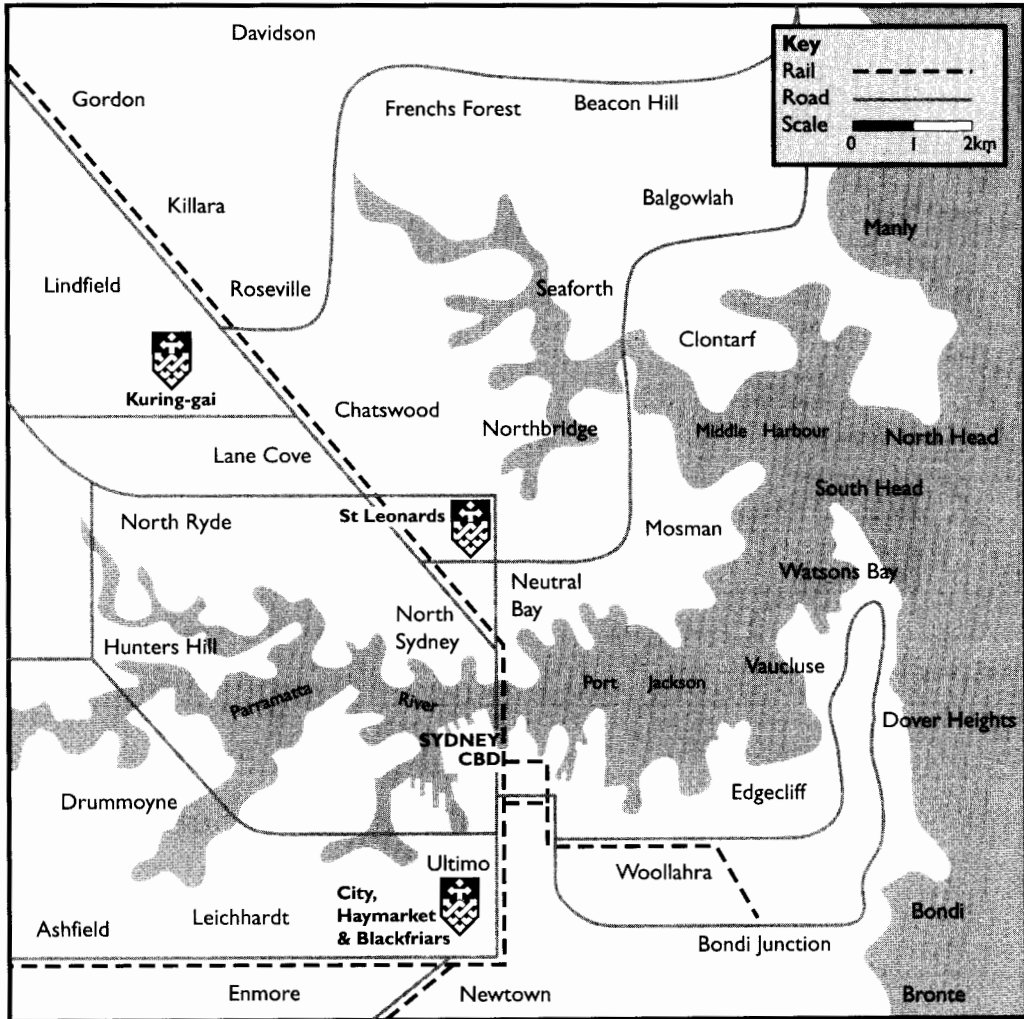 Davidson
Key
Rail
Road
Scale
0 1 2km
Gordon
Frenchs Forest
Beacon Hill
Killara
Balgowlah
Manly
Lindfield
Roseville
Seaforth
Clontarf
Kuring-gai
Chatswood
Northbridge
Middle Harbour
North Head
Lane Cove
South Head
North Ryde
St Leonards
Mosman
Watsons Bay
Neutral
Bay
North
Sydney
Hunters Hill
Vaucluse
Parramatta
River
Port Jackson
Dover Heights
SYDNEY
CBD
Drummoyne
Edgecliff
Ultimo
Woollahra
City,
Haymarket
& Blackfriars
Leichhardt
Ashfield
Bondi
Bondi Junction
Enmore
Newtown
Bronte